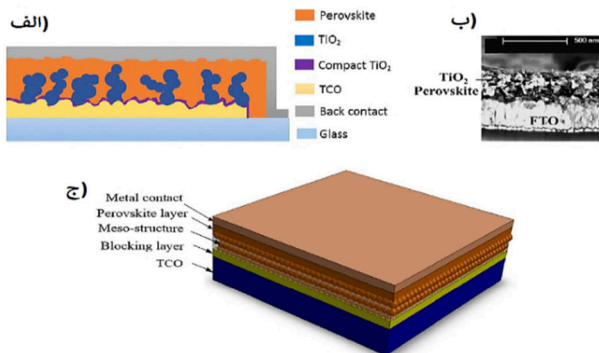 (الف
Perovskite
TiO₂
Compact TiO₂
TCO
Back contact
Glass
(ب
500 nm
TiO₂
Perovskite
FTO
(ج
Metal contact
Perovskite layer
Meso-structure
Blocking layer
TCO